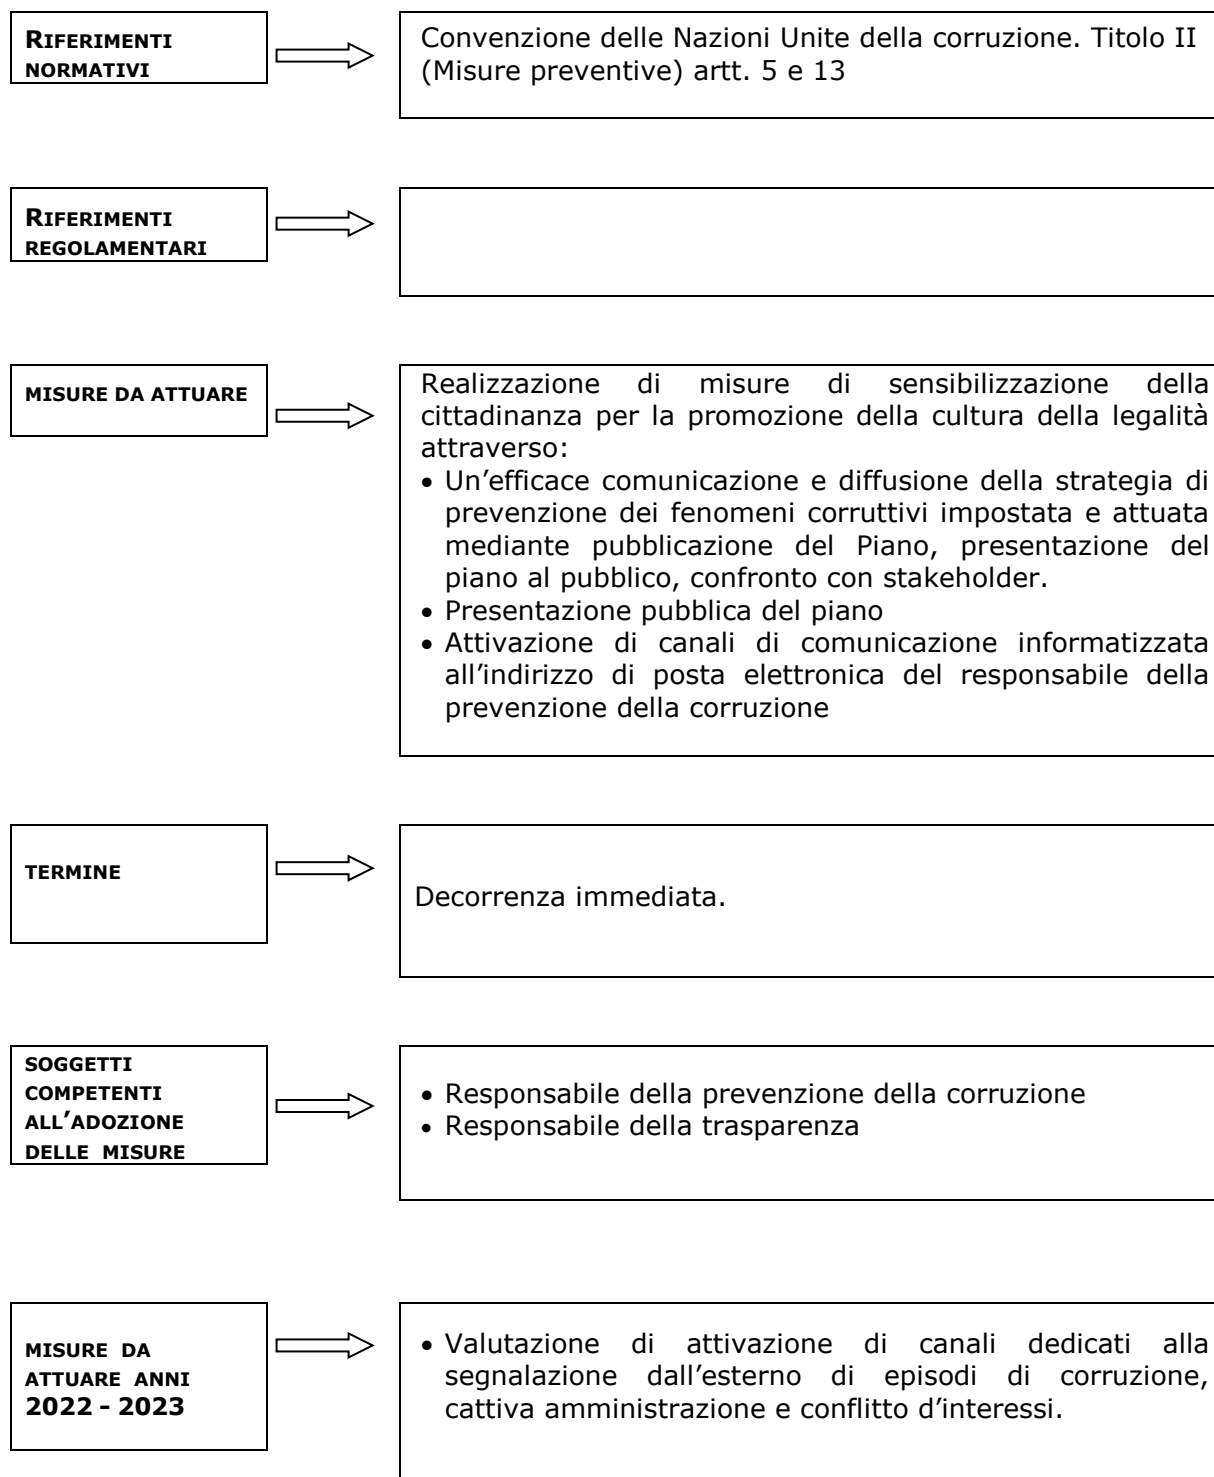 RIFERIMENTI
NORMATIVI
Convenzione delle Nazioni Unite della corruzione. Titolo II
(Misure preventive) artt. 5 e 13
RIFERIMENTI
REGOLAMENTARI
MISURE DA ATTUARE
Realizzazione di misure di sensibilizzazione della
cittadinanza per la promozione della cultura della legalità
attraverso:
• Un’efficace comunicazione e diffusione della strategia di
prevenzione dei fenomeni corruttivi impostata e attuata
mediante pubblicazione del Piano, presentazione del
piano al pubblico, confronto con stakeholder.
• Presentazione pubblica del piano
• Attivazione di canali di comunicazione informatizzata
all’indirizzo di posta elettronica del responsabile della
prevenzione della corruzione
TERMINE
Decorrenza immediata.
SOGGETTI
COMPETENTI
ALL’ADOZIONE
DELLE MISURE
• Responsabile della prevenzione della corruzione
• Responsabile della trasparenza
MISURE DA
ATTUARE ANNI
2022 - 2023
• Valutazione di attivazione di canali dedicati alla
segnalazione dall’esterno di episodi di corruzione,
cattiva amministrazione e conflitto d’interessi.